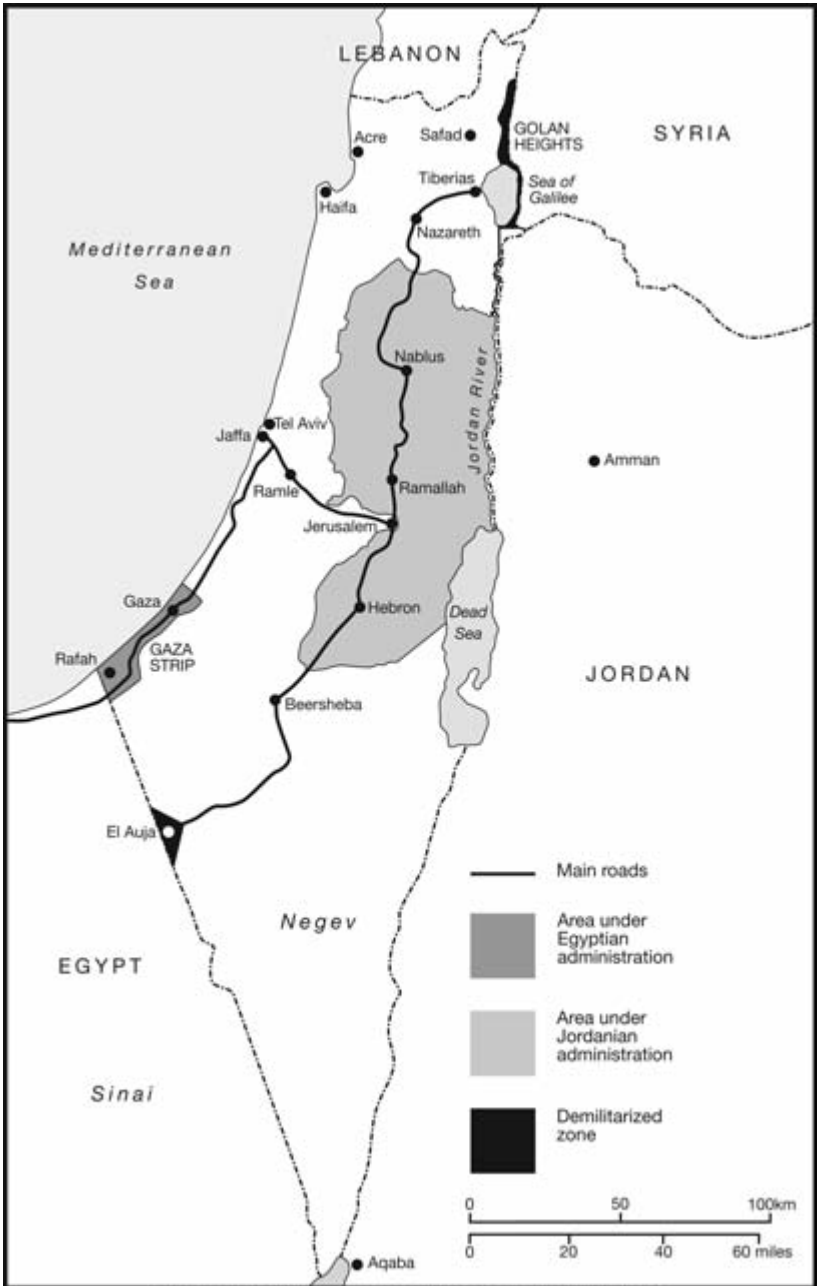 LEBANON
Safad
Acre
GOLAN
HEIGHTS
SYRIA
Tiberias
Sea of
Galilee
Haifa
Nazareth
Mediterranean
Sea
Nablus
Jordan River
Tel Aviv
Jaffa
Amman
Ramle
Ramallah
Jerusalem
Gaza
Hebron
Dead
Sea
GAZA
STRIP
Rafah
JORDAN
Beersheba
El Auja
Main roads
Negev
Area under
Egyptian
administration
EGYPT
Area under
Jordanian
administration
Sinai
Demilitarized
zone
0 50 100km
0 20 40 60 miles
Aqaba